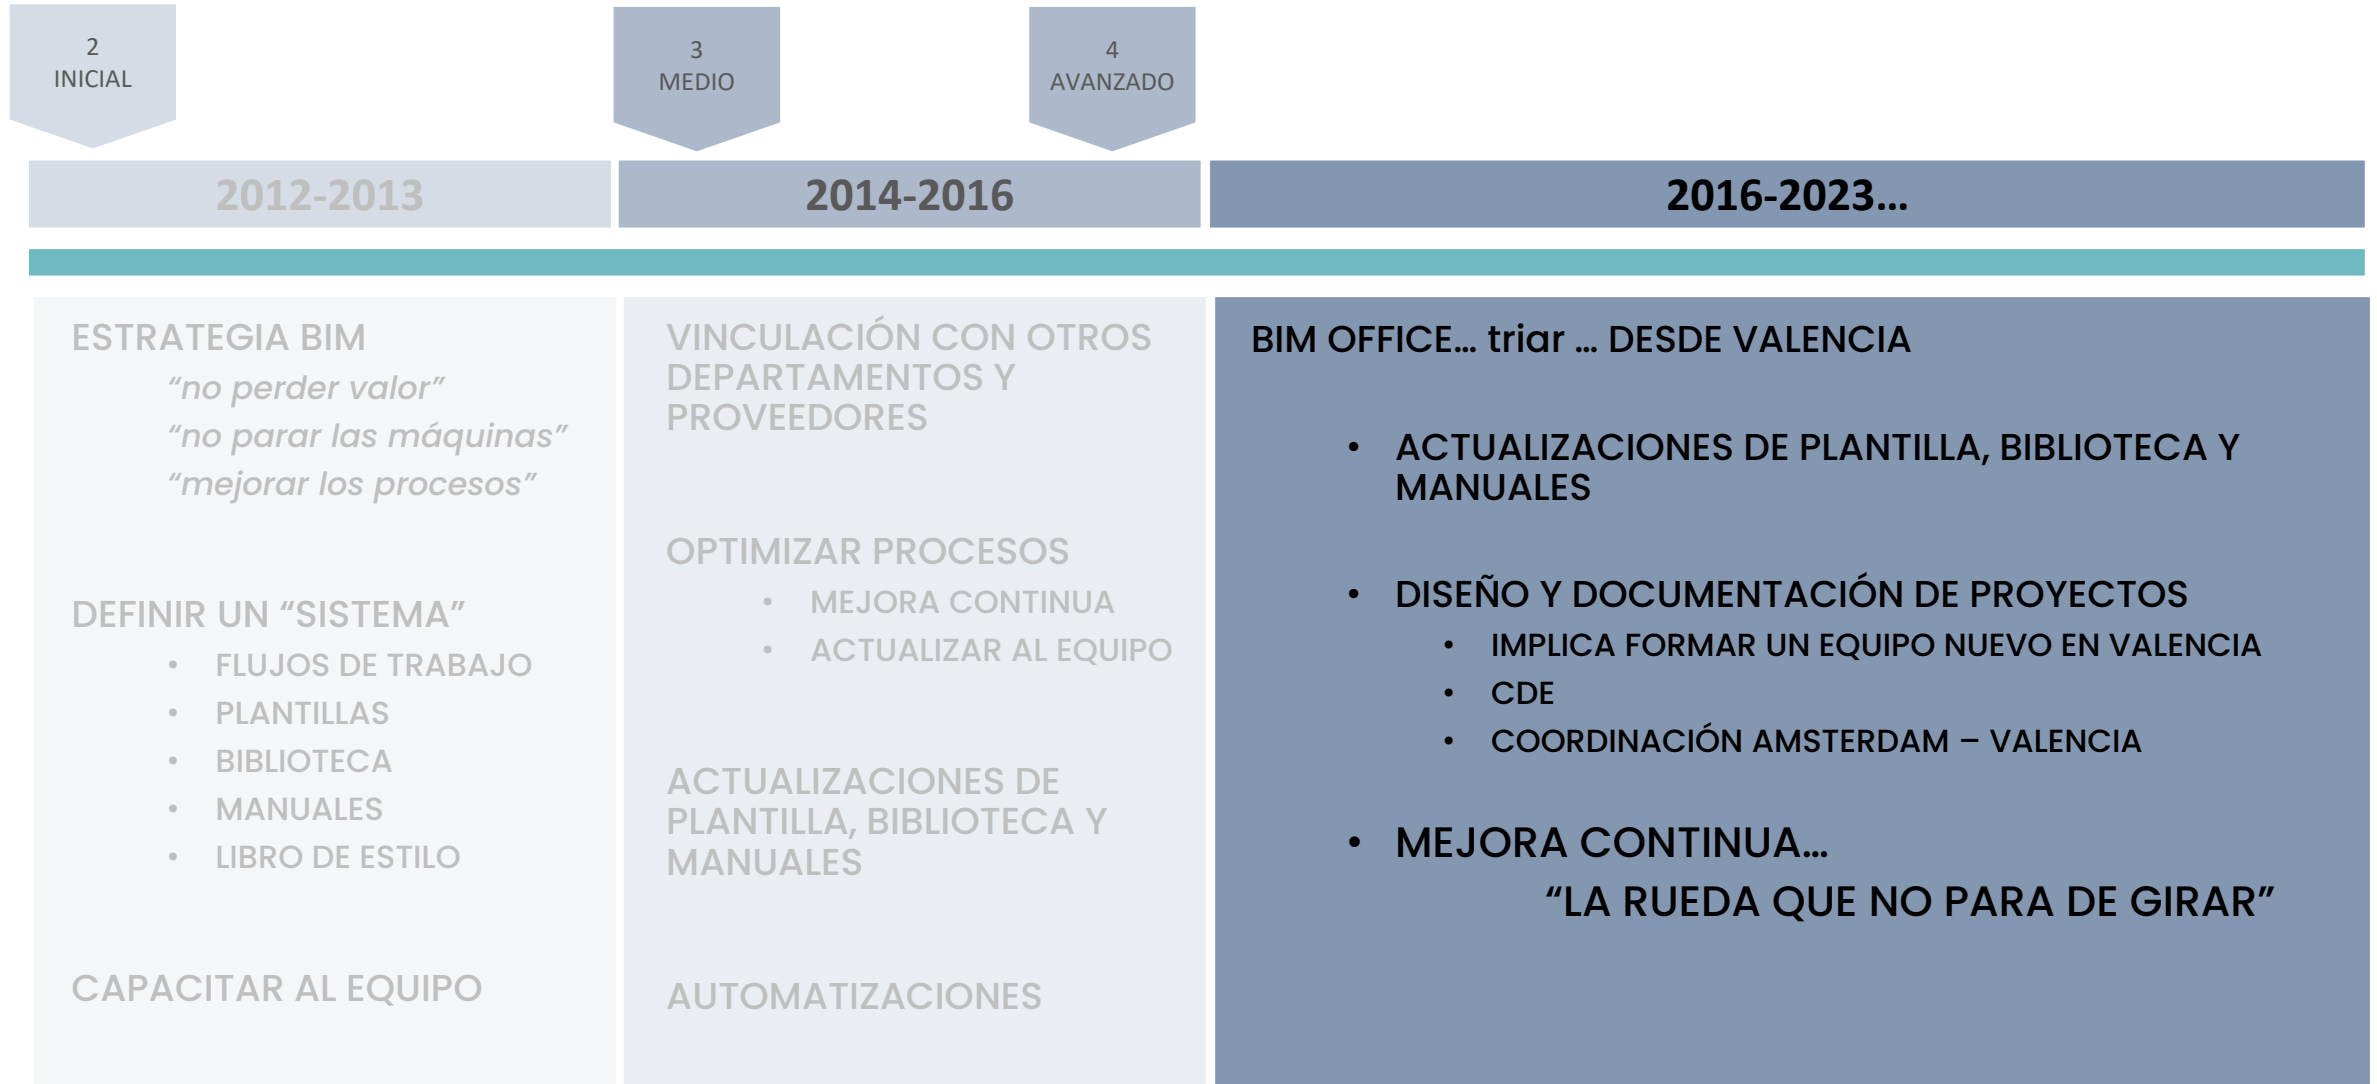 2
INICIAL
3
MEDIO
4
AVANZADO
2012-2013
2014-2016
2016-2023...
ESTRATEGIA BIM
“no perder valor”
“no parar las máquinas”
“mejorar los procesos”
DEFINIR UN “SISTEMA”
• FLUJOS DE TRABAJO
• PLANTILLAS
• BIBLIOTECA
• MANUALES
• LIBRO DE ESTILO
CAPACITAR AL EQUIPO
VINCULACIÓN CON OTROS
DEPARTAMENTOS Y
PROVEEDORES
OPTIMIZAR PROCESOS
• MEJORA CONTINUA
• ACTUALIZAR AL EQUIPO
ACTUALIZACIONES DE
PLANTILLA, BIBLIOTECA Y
MANUALES
AUTOMATIZACIONES
BIM OFFICE... triar ... DESDE VALENCIA
• ACTUALIZACIONES DE PLANTILLA, BIBLIOTECA Y
MANUALES
• DISEÑO Y DOCUMENTACIÓN DE PROYECTOS
• IMPLICA FORMAR UN EQUIPO NUEVO EN VALENCIA
• CDE
• COORDINACIÓN AMSTERDAM – VALENCIA
• MEJORA CONTINUA...
“LA RUEDA QUE NO PARA DE GIRAR”